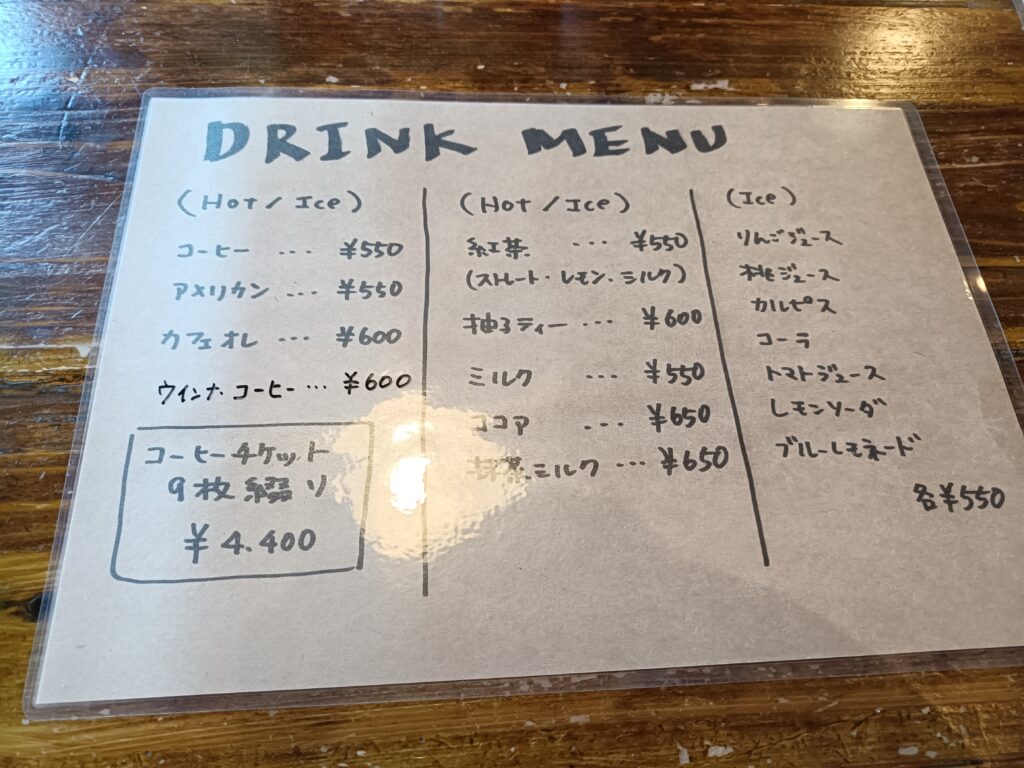 DRINK MENU
(Hot / Ice)
コーヒー ... ¥550
アメリカン ... ¥550
カフェオレ ... ¥600
ウインナ・コーヒー ... ¥600
コーヒーチケット
9枚綴り
¥4.400
(Hot / Ice)
紅茶 ... ¥550
(ストレート・レモン・ミルク)
柚子ティー ... ¥600
ミルク ... ¥550
ココア ... ¥650
抹茶ミルク ... ¥650
(Ice)
りんごジュース
桃ジュース
カルピス
コーラ
トマトジュース
レモンソーダ
ブルーレモネード
各¥550